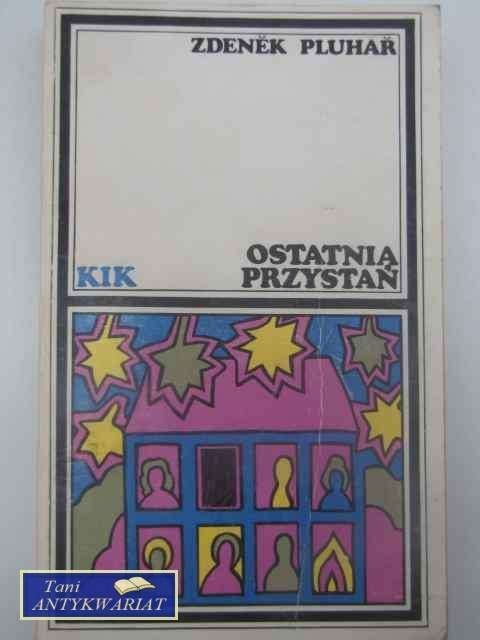 ZDENĚK PLUHAŘ
OSTATNIA
KIK PRZYSTAŃ
Tani
ANTYKWARIAT